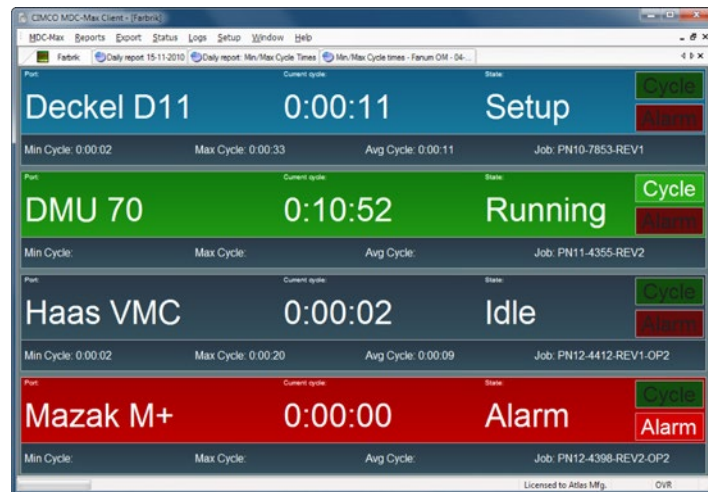 CIMCO MDC-Max Client - [Farbrik]
MDC-Max Reports Export Status Logs Setup Window Help
Farbrik Daily report 15-11-2010 Daily report: Min/Max Cycle Times Min/Max Cycle times - Fanum OM - 04-...
Port: Current cycle: State:
Deckel D11 0:00:11 Setup Cycle Alarm
Min Cycle: 0:00:02 Max Cycle: 0:00:33 Avg Cycle: 0:00:11 Job: PN10-7853-REV1
Port: Current cycle: State:
DMU 70 0:10:52 Running Cycle Alarm
Min Cycle: Max Cycle: Avg Cycle: Job: PN11-4355-REV2
Port: Current cycle: State:
Haas VMC 0:00:02 Idle Cycle Alarm
Min Cycle: 0:00:02 Max Cycle: 0:00:20 Avg Cycle: 0:00:09 Job: PN12-4412-REV1-OP2
Port: Current cycle: State:
Mazak M+ 0:00:00 Alarm Cycle Alarm
Min Cycle: Max Cycle: Avg Cycle: Job: PN12-4398-REV2-OP2
Licensed to Atlas Mfg. OVR